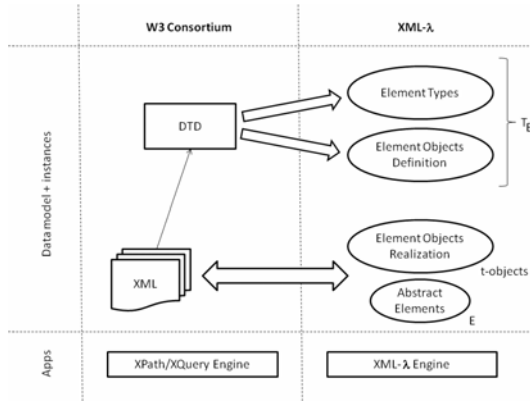 W3 Consortium
XML-λ
Data model + instances
DTD
Element Types
Element Objects
Definition
T_E
XML
Element Objects
Realization
t-objects
Abstract
Elements
E
Apps
XPath/XQuery Engine
XML-λ Engine